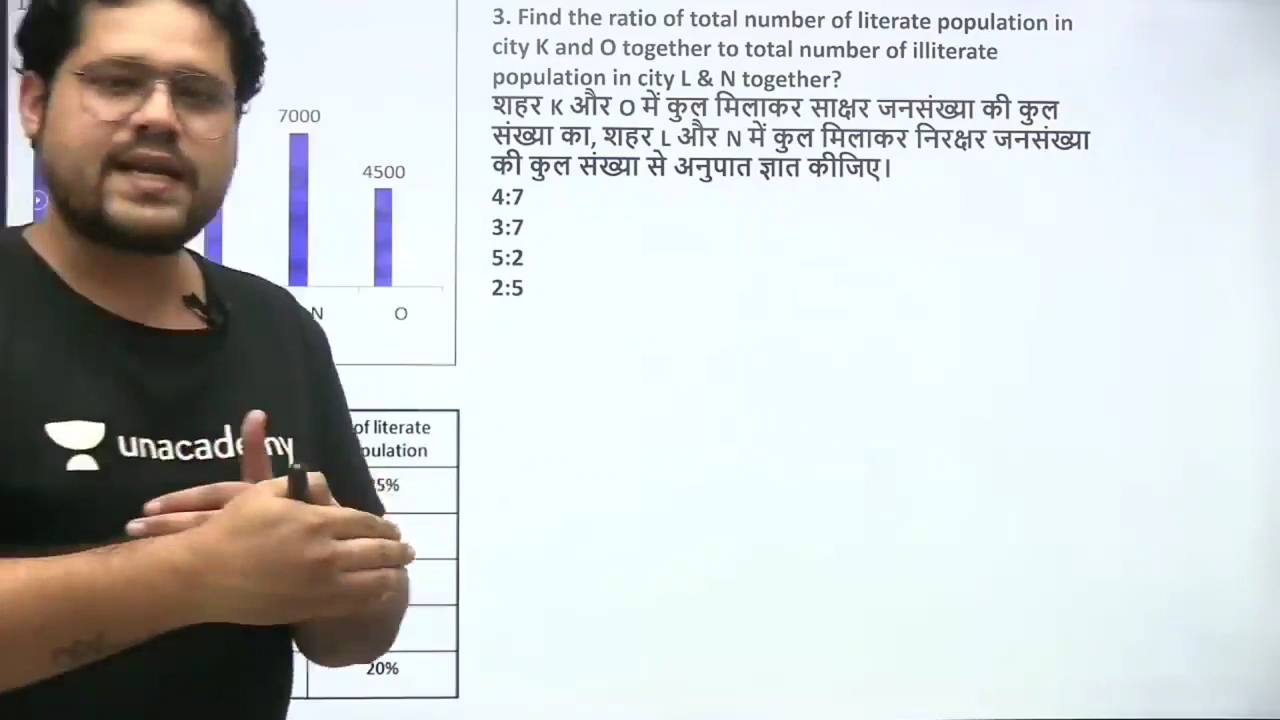 3. Find the ratio of total number of literate population in
city K and O together to total number of illiterate
population in city L & N together?
शहर K और O में कुल मिलाकर साक्षर जनसंख्या की कुल
संख्या का, शहर L और N में कुल मिलाकर निरक्षर जनसंख्या
की कुल संख्या से अनुपात ज्ञात कीजिए।
4:7
3:7
5:2
2:5
7000
4500
N
O
of literate
20%
unacademy